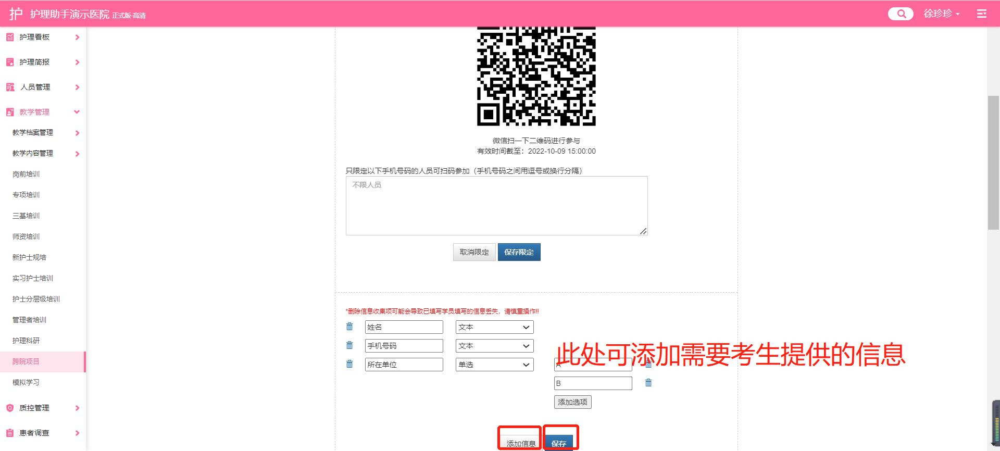 护 护理助手演示医院 正式版-高清
徐珍珍
护理看板
护理简报
人员管理
教学管理
教学档案管理
教学内容管理
岗前培训
专项培训
三基培训
师资培训
新护士规培
实习护士培训
护士分层级培训
管理者培训
护理科研
跨院项目
模拟学习
质控管理
患者调查
微信扫一下二维码进行参与
有效时间截至：2022-10-09 15:00:00
只限定以下手机号码的人员可扫码参加（手机号码之间用逗号或换行分隔）
不限人员
取消限定 保存限定
*删除信息收集项可能会导致已填写学员填写的信息丢失，请慎重操作!!
姓名 文本
手机号码 文本
此处可添加需要考生提供的信息
所在单位 单选 A
B
添加选项
添加信息 保存